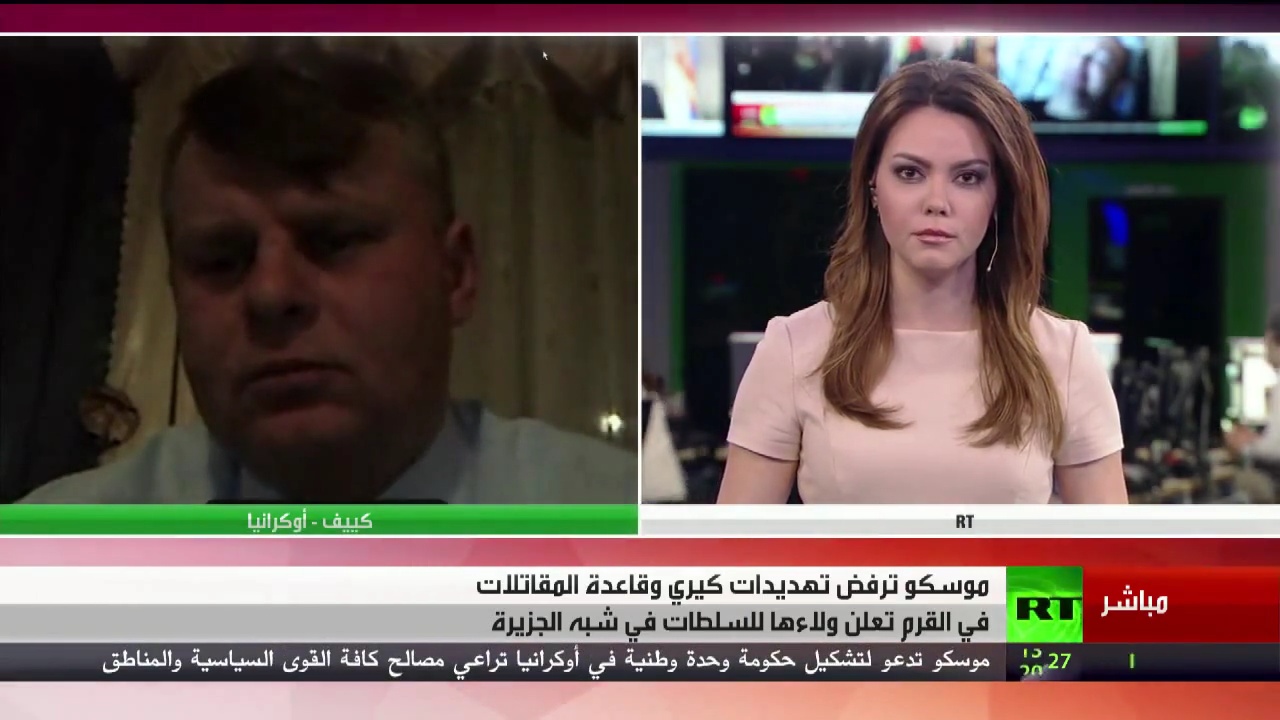 كييف - أوكرانيا
RT
موسكو ترفض تهديدات كيري وقاعدة المقاتلات
في القرم تعلن ولاءها للسلطات في شبه الجزيرة
RT
مباشر
موسكو تدعو لتشكيل حكومة وحدة وطنية في أوكرانيا تراعي مصالح كافة القوى السياسية والمناطق
27